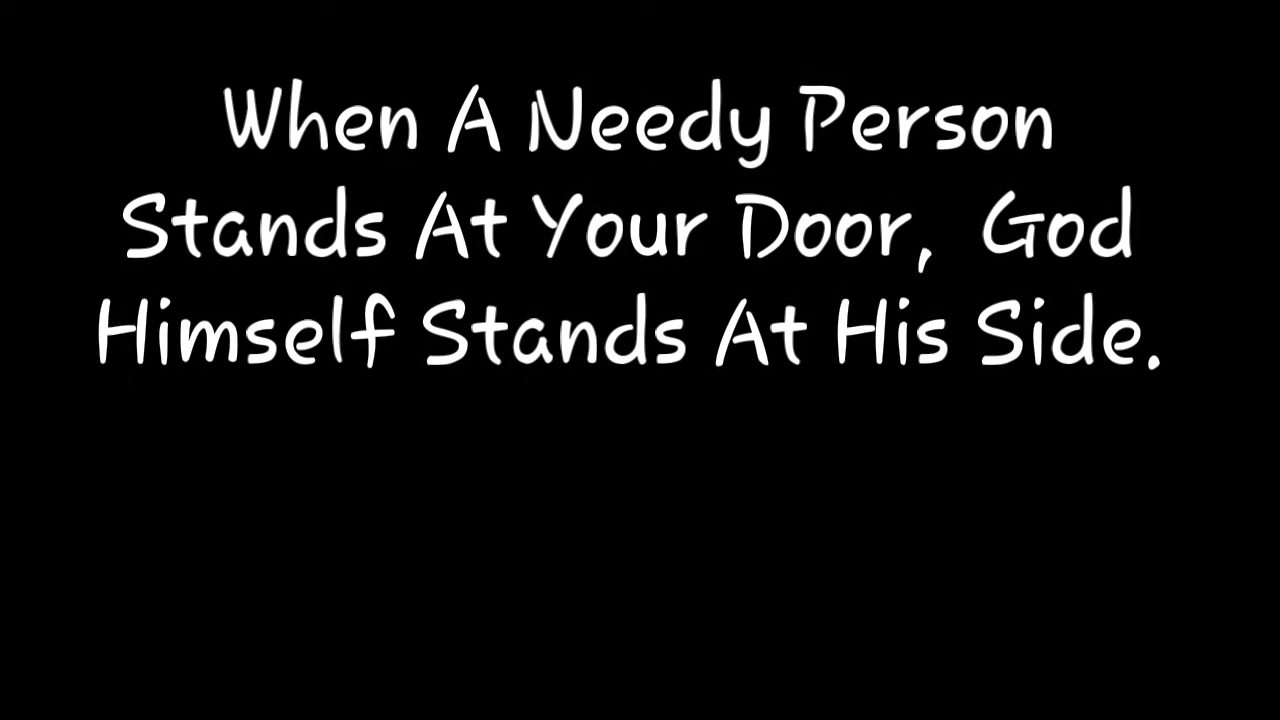 When A Needy Person
Stands At Your Door, God
Himself Stands At His Side.